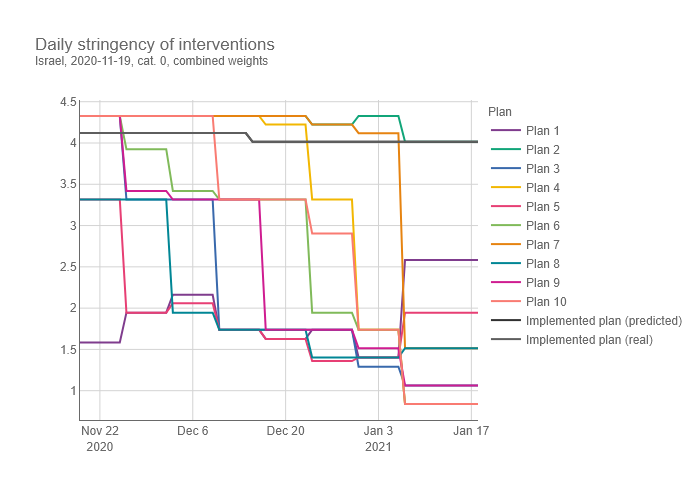 Daily stringency of interventions
Israel, 2020-11-19, cat. 0, combined weights
4.5
4
3.5
3
2.5
2
1.5
1
Nov 22
2020
Dec 6
Dec 20
Jan 3
2021
Jan 17
Plan
Plan 1
Plan 2
Plan 3
Plan 4
Plan 5
Plan 6
Plan 7
Plan 8
Plan 9
Plan 10
Implemented plan (predicted)
Implemented plan (real)